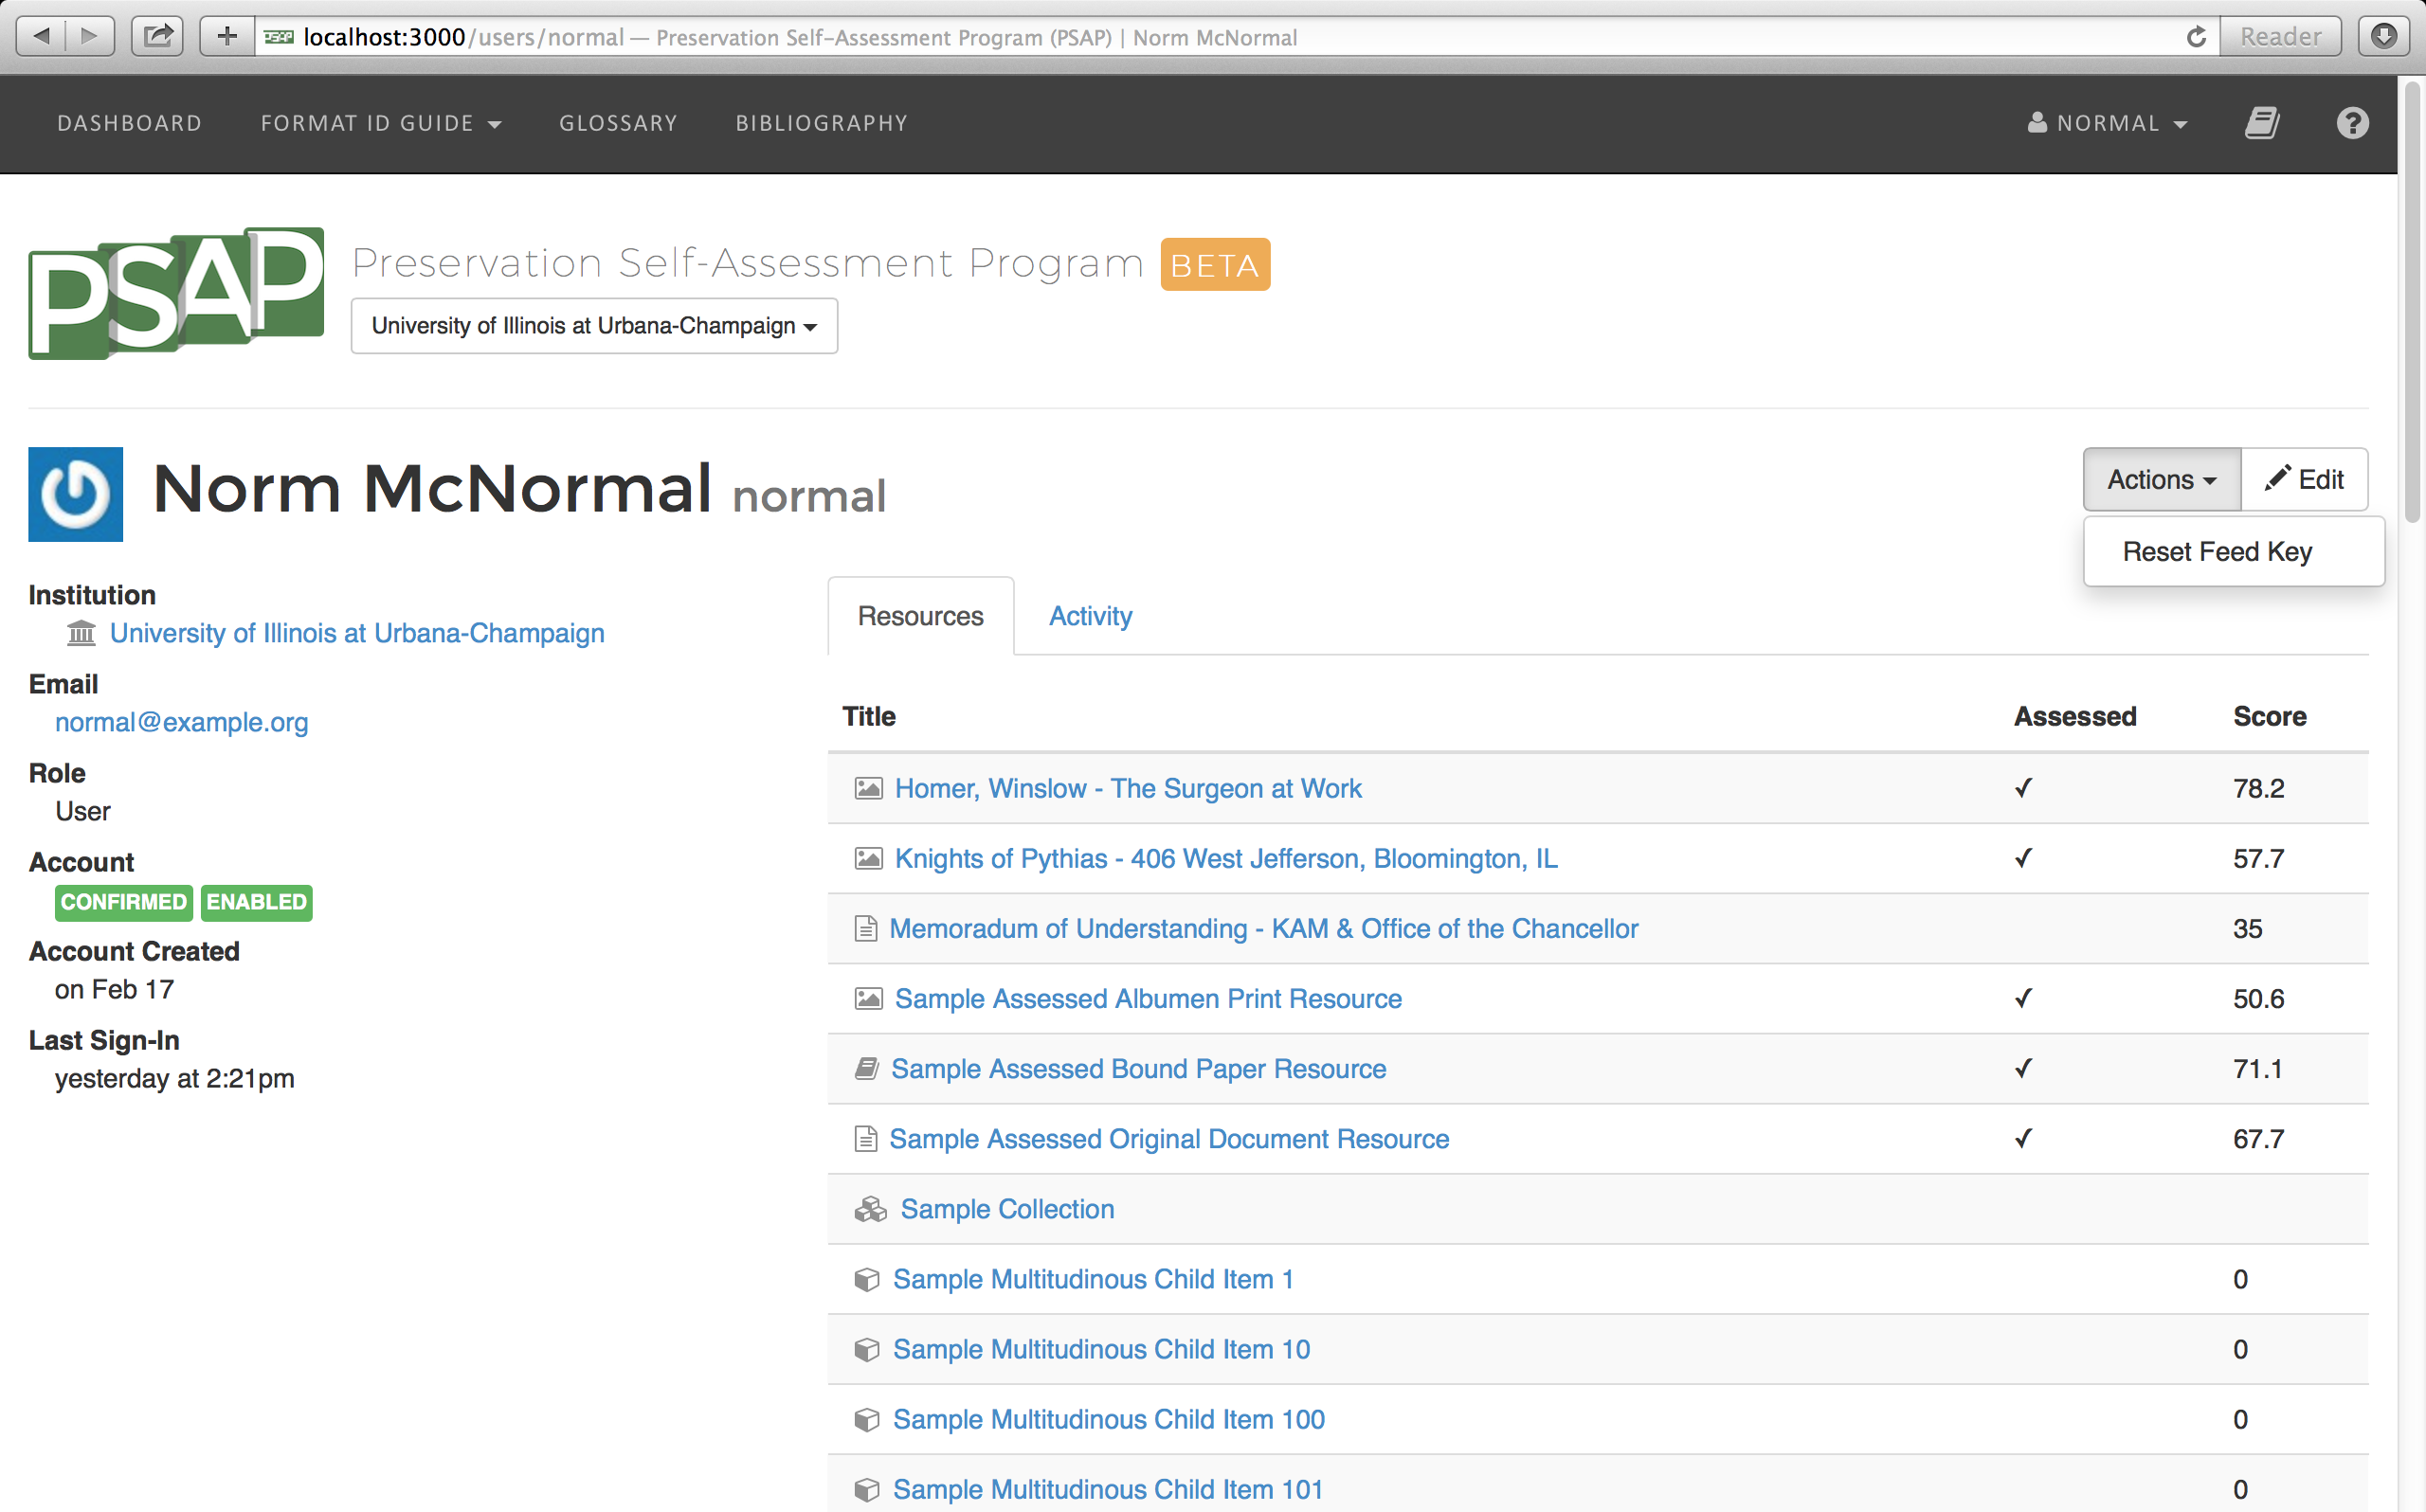 localhost:3000/users/normal — Preservation Self-Assessment Program (PSAP) | Norm McNormal
Reader
DASHBOARD FORMAT ID GUIDE GLOSSARY BIBLIOGRAPHY NORMAL
PSAP
Preservation Self-Assessment Program BETA
University of Illinois at Urbana-Champaign
Norm McNormal normal
Actions Edit
Reset Feed Key
Institution
University of Illinois at Urbana-Champaign
Email
normal@example.org
Role
User
Account
CONFIRMED ENABLED
Account Created
on Feb 17
Last Sign-In
yesterday at 2:21pm
Resources Activity
Title Assessed Score
Homer, Winslow - The Surgeon at Work ✓ 78.2
Knights of Pythias - 406 West Jefferson, Bloomington, IL ✓ 57.7
Memoradum of Understanding - KAM & Office of the Chancellor 35
Sample Assessed Albumen Print Resource ✓ 50.6
Sample Assessed Bound Paper Resource ✓ 71.1
Sample Assessed Original Document Resource ✓ 67.7
Sample Collection
Sample Multitudinous Child Item 1 0
Sample Multitudinous Child Item 10 0
Sample Multitudinous Child Item 100 0
Sample Multitudinous Child Item 101 0